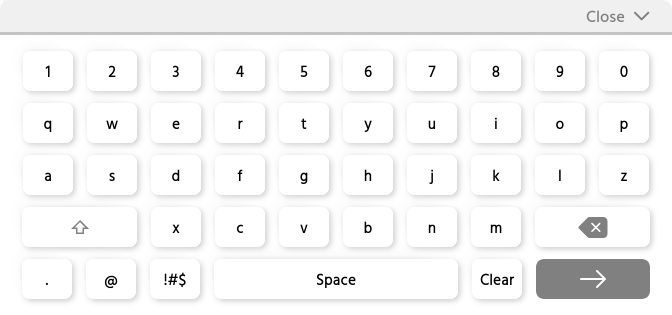 Close
1 2 3 4 5 6 7 8 9 0
q w e r t y u i o p
a s d f g h j k l z
x c v b n m
. @ !#$ Space Clear